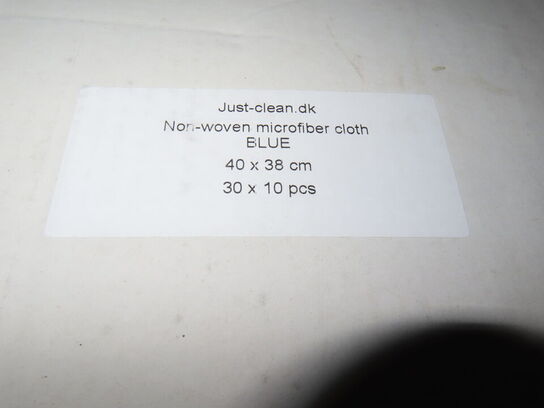 Just-clean.dk
Non-woven microfiber cloth
BLUE
40 x 38 cm
30 x 10 pcs